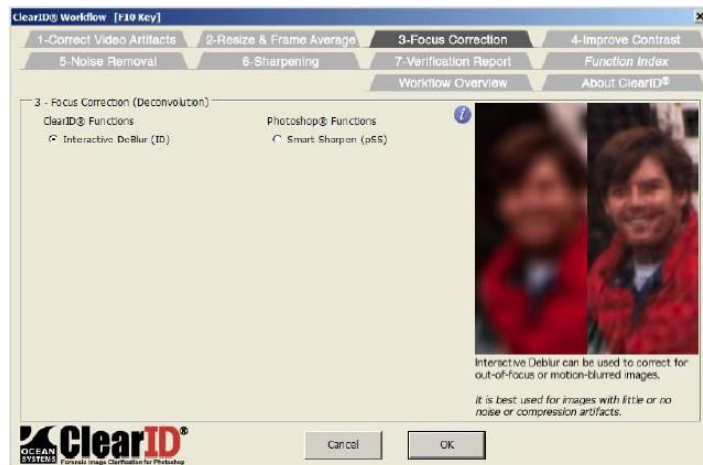 ClearID® Workflow [F10 Key]
1-Correct Video Artifacts
2-Resize & Frame Average
3-Focus Correction
4-Improve Contrast
5-Noise Removal
6-Sharpening
7-Verification Report
Function Index
Workflow Overview
About ClearID®
3 - Focus Correction (Deconvolution)
ClearID® Functions
Photoshop® Functions
Interactive DeBlur (ID)
Smart Sharpen (pSS)
Interactive Deblur can be used to correct for
out-of-focus or motion-blurred images.
It is best used for images with little or no
noise or compression artifacts.
OCEAN
SYSTEMS
ClearID®
Forensic Image Clarification for Photoshop
Cancel
OK